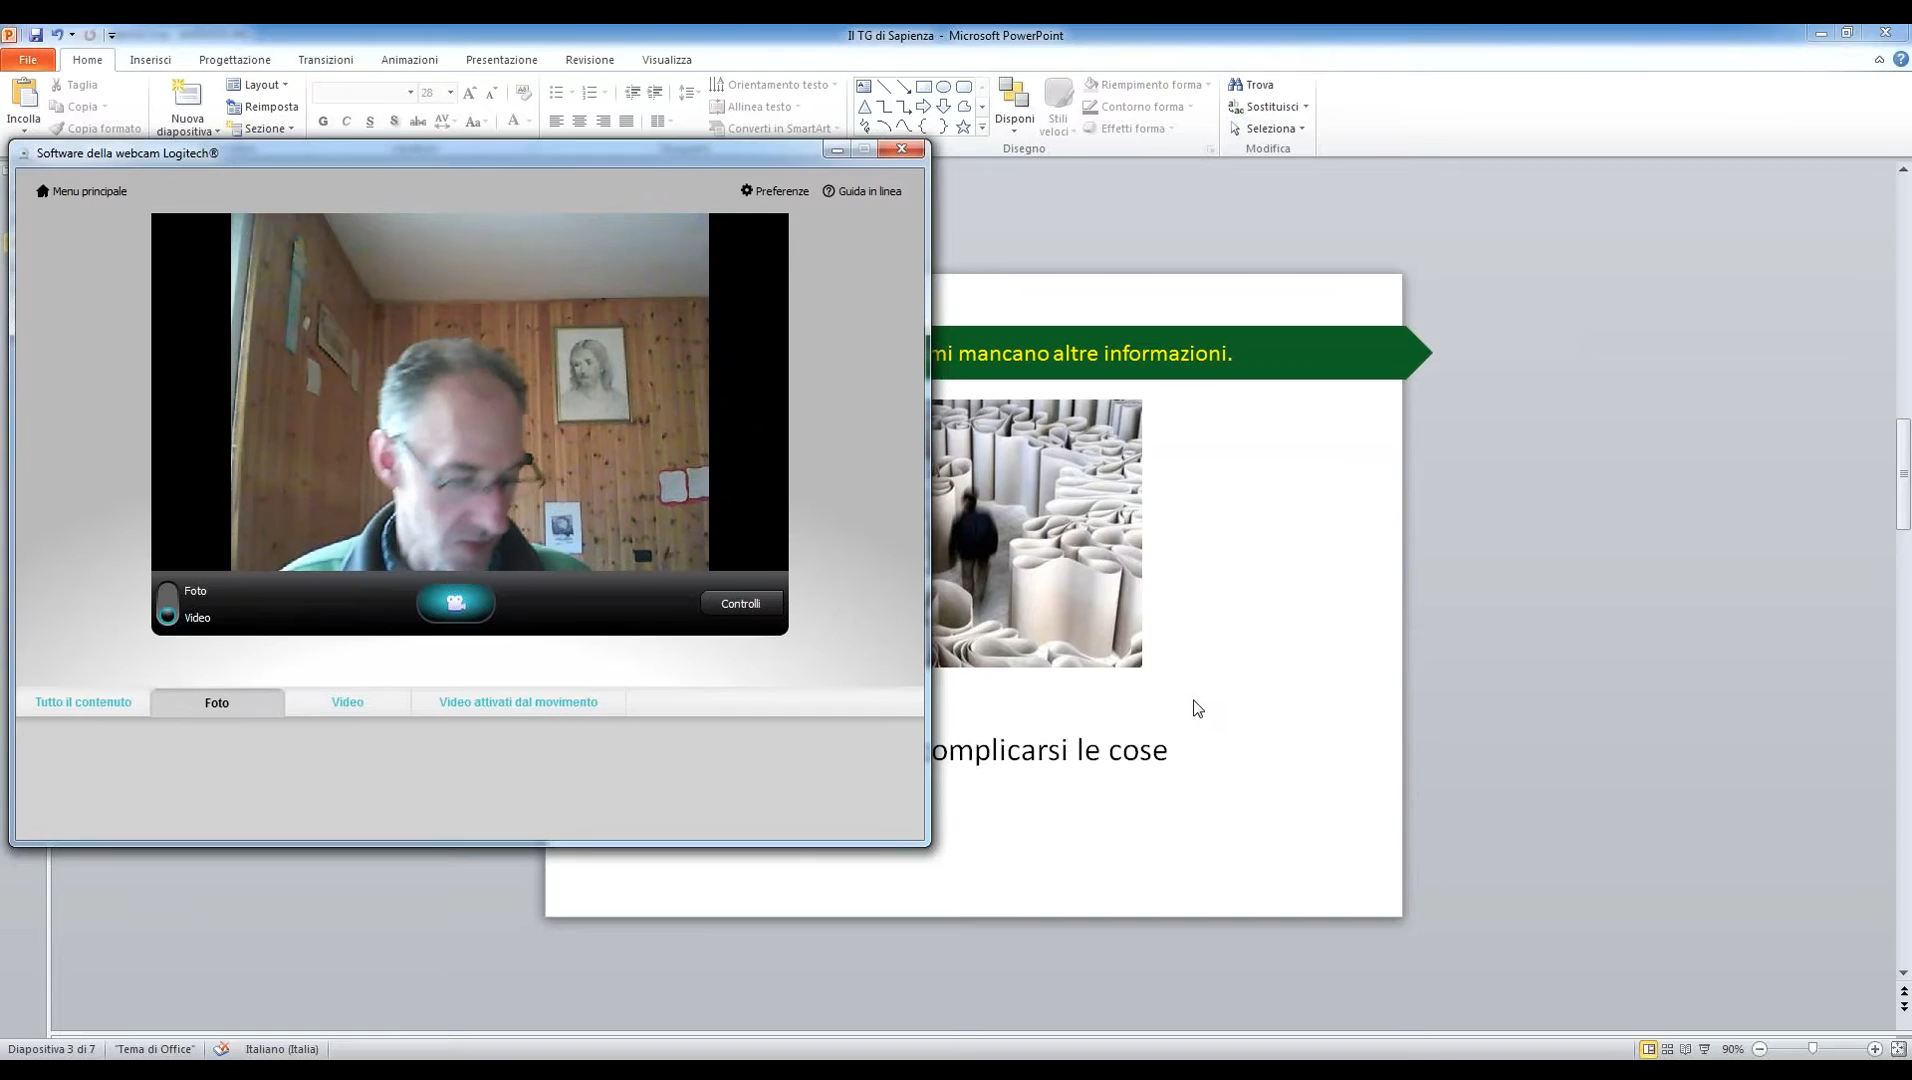 Il TG di Sapienza - Microsoft PowerPoint
File Home Inserisci Progettazione Transizioni Animazioni Presentazione Revisione Visualizza
Taglia
Copia
Copia formato
Incolla
Nuova
diapositiva
Layout
Reimposta
Sezione
28
G C S S abc AV Aa A
Orientamento testo
Allinea testo
Converti in SmartArt
Disponi
Stili
veloci
Riempimento forma
Contorno forma
Effetti forma
Disegno
Trova
Sostituisci
Seleziona
Modifica
Software della webcam Logitech®
Menu principale
Preferenze
Guida in linea
mi mancano altre informazioni.
Foto
Video
Controlli
Tutto il contenuto Foto Video Video attivati dal movimento
omplicarsi le cose
Diapositiva 3 di 7 "Tema di Office" Italiano (Italia) 90%